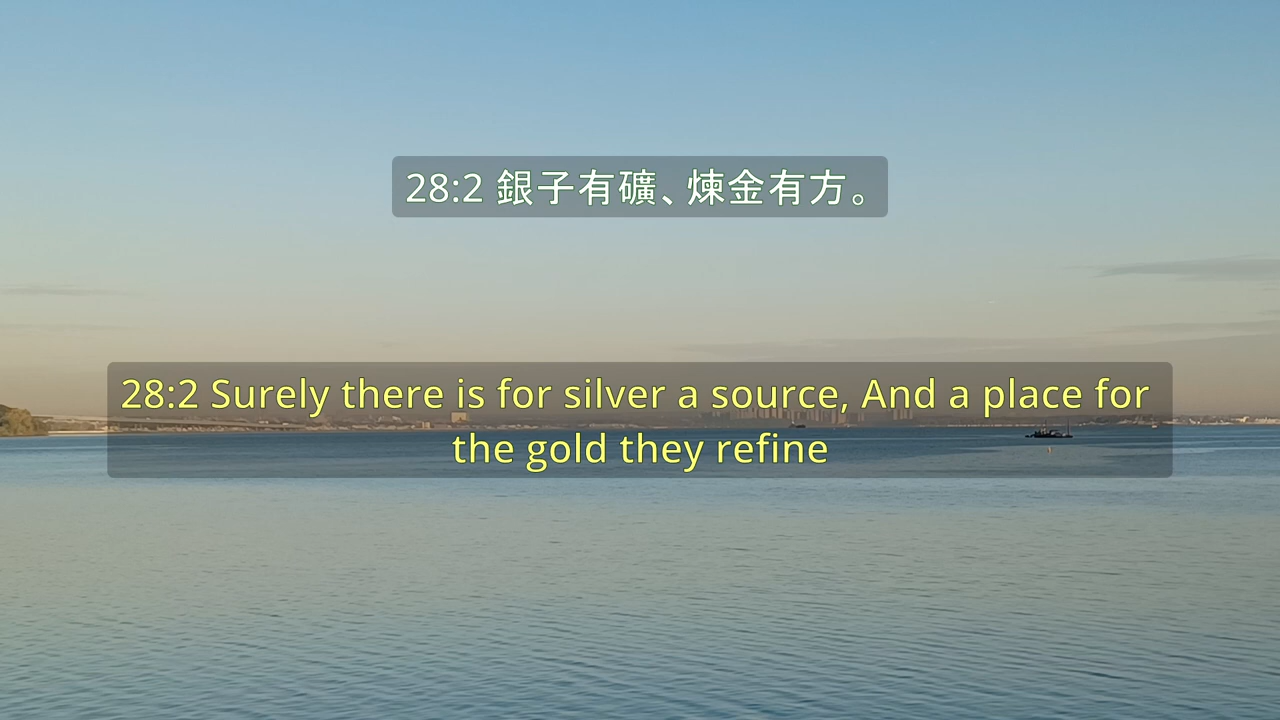 28:2 銀子有礦、煉金有方。
28:2 Surely there is for silver a source, And a place for
the gold they refine